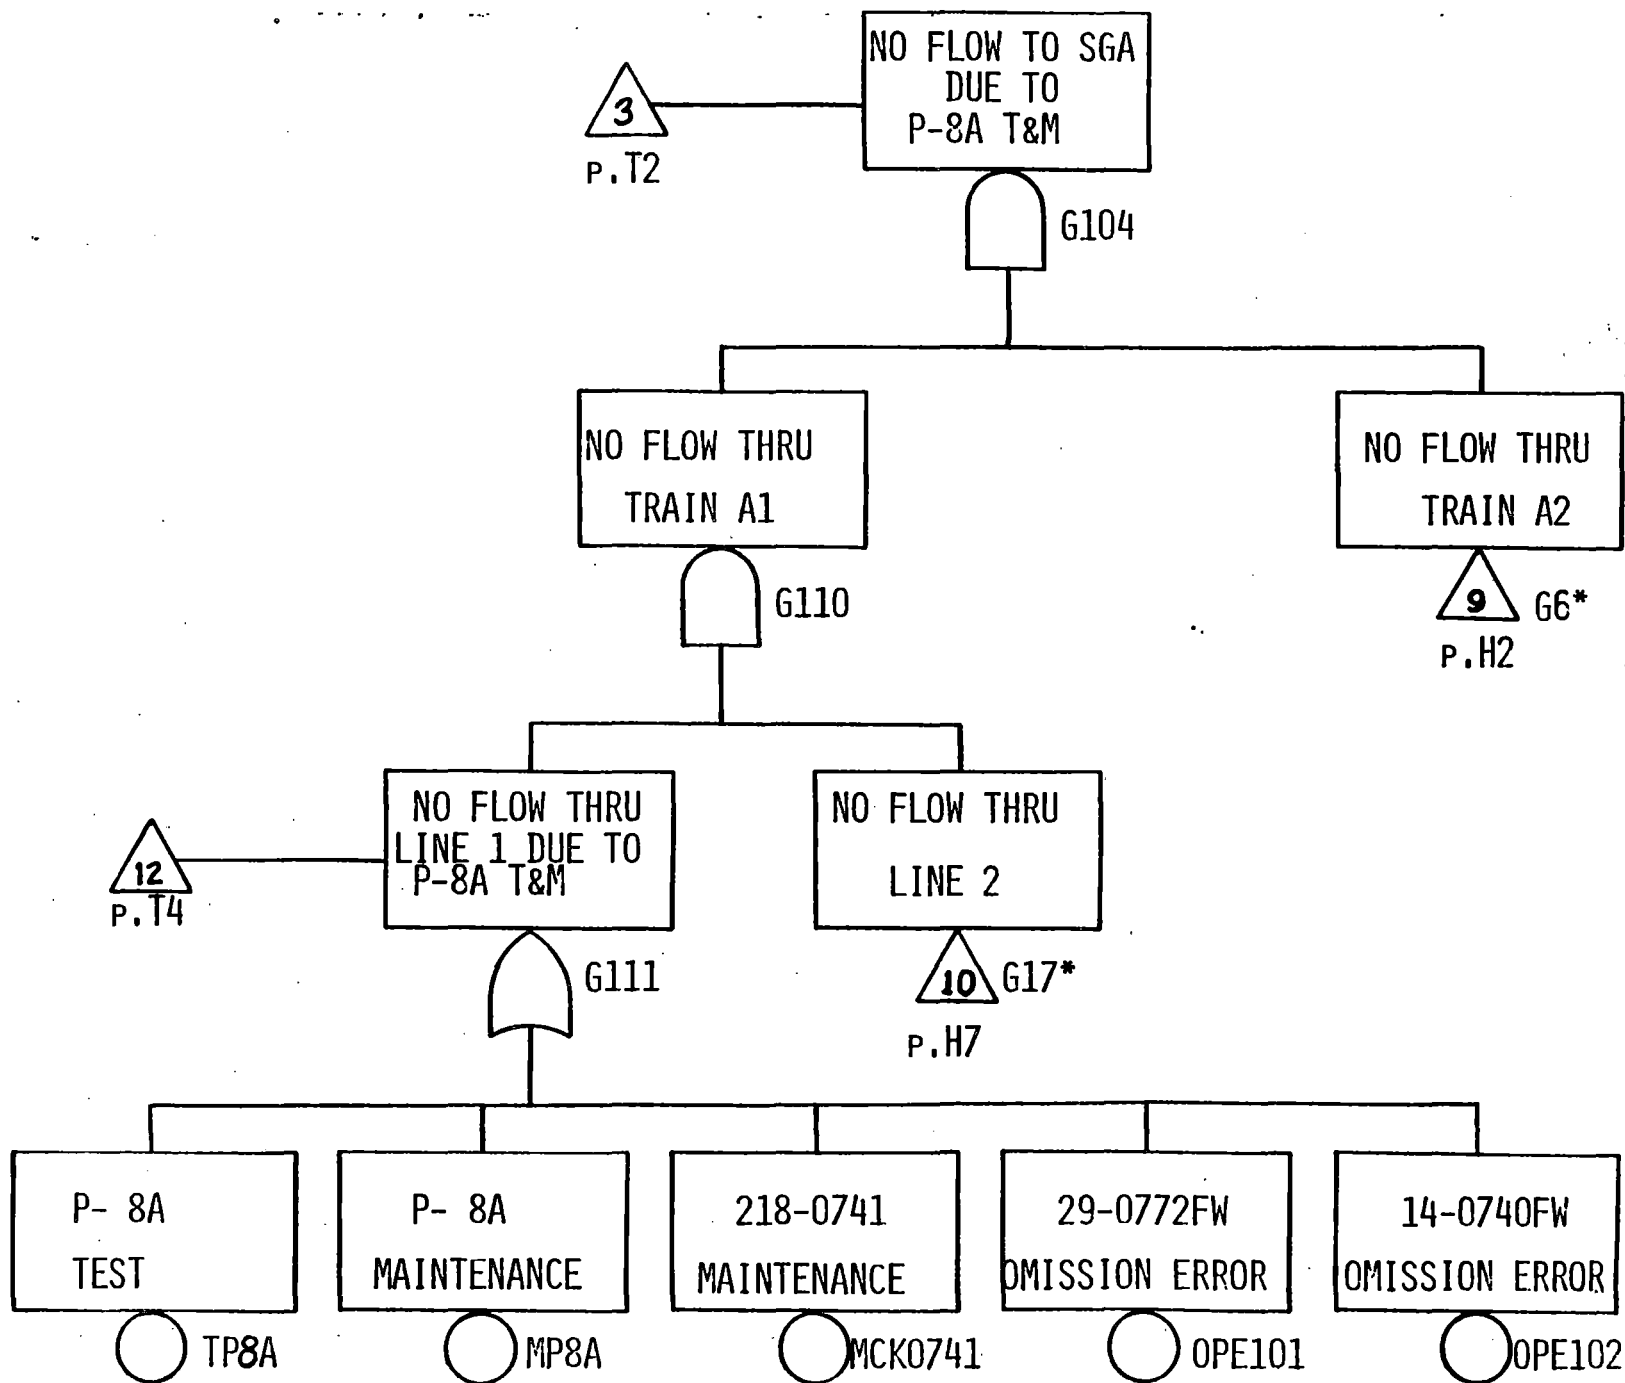 NO FLOW TO SGA
DUE TO
P-8A T&M
3
P.T2
G104
NO FLOW THRU
TRAIN A1
NO FLOW THRU
TRAIN A2
G110
9
G6*
P.H2
NO FLOW THRU
LINE 1 DUE TO
P-8A T&M
NO FLOW THRU
LINE 2
12
P.T4
G111
10
G17*
P.H7
P- 8A
TEST
P- 8A
MAINTENANCE
218-0741
MAINTENANCE
29-0772FW
OMISSION ERROR
14-0740FW
OMISSION ERROR
TP8A
MP8A
MCK0741
OPE101
OPE102